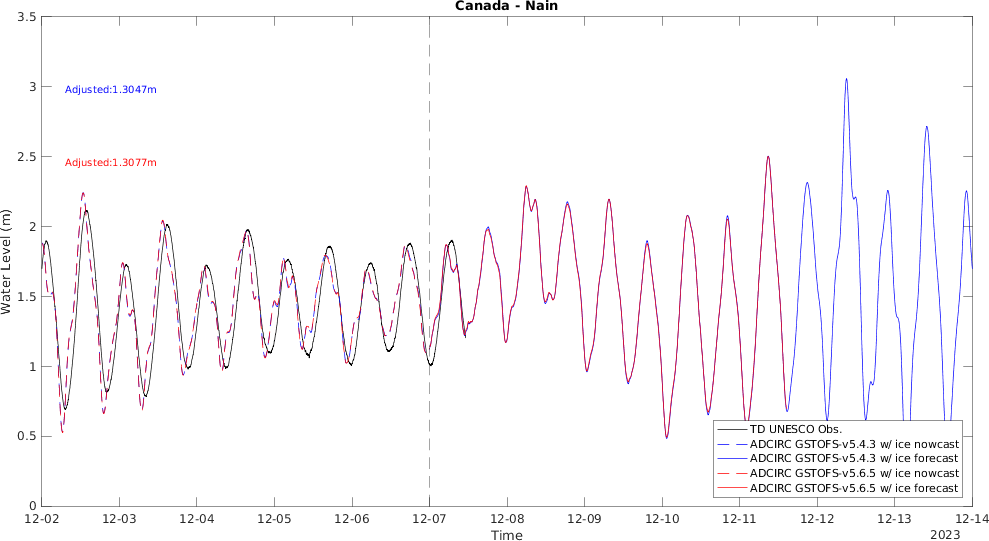 Canada - Nain
3.5
3
2.5
2
1.5
1
0.5
0
Water Level (m)
Adjusted:1.3047m
Adjusted:1.3077m
TD UNESCO Obs.
ADCIRC GSTOFS-v5.4.3 w/ ice nowcast
ADCIRC GSTOFS-v5.4.3 w/ ice forecast
ADCIRC GSTOFS-v5.6.5 w/ ice nowcast
ADCIRC GSTOFS-v5.6.5 w/ ice forecast
12-02 12-03 12-04 12-05 12-06 12-07 12-08 12-09 12-10 12-11 12-12 12-13 12-14
Time
2023